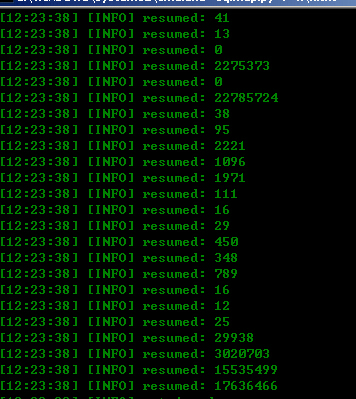 [12:23:38] [INFO] resumed: 41
[12:23:38] [INFO] resumed: 13
[12:23:38] [INFO] resumed: 0
[12:23:38] [INFO] resumed: 2275373
[12:23:38] [INFO] resumed: 0
[12:23:38] [INFO] resumed: 22785724
[12:23:38] [INFO] resumed: 38
[12:23:38] [INFO] resumed: 95
[12:23:38] [INFO] resumed: 2221
[12:23:38] [INFO] resumed: 1096
[12:23:38] [INFO] resumed: 1971
[12:23:38] [INFO] resumed: 111
[12:23:38] [INFO] resumed: 16
[12:23:38] [INFO] resumed: 29
[12:23:38] [INFO] resumed: 450
[12:23:38] [INFO] resumed: 348
[12:23:38] [INFO] resumed: 789
[12:23:38] [INFO] resumed: 16
[12:23:38] [INFO] resumed: 12
[12:23:38] [INFO] resumed: 25
[12:23:38] [INFO] resumed: 29938
[12:23:38] [INFO] resumed: 3020703
[12:23:38] [INFO] resumed: 15535499
[12:23:38] [INFO] resumed: 17636466